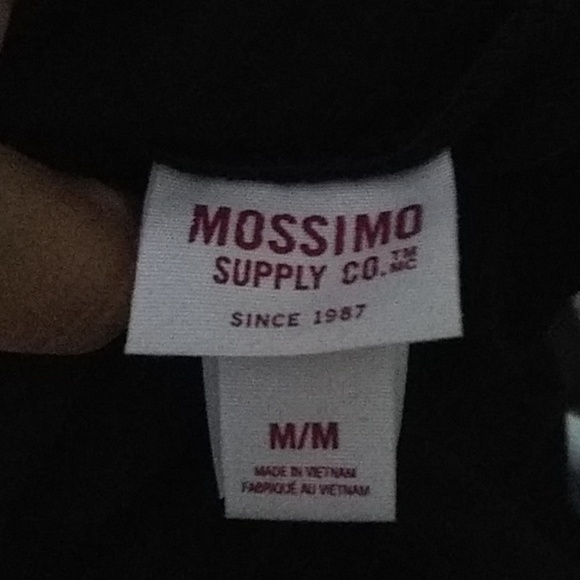 MOSSIMO
SUPPLY CO.™ MC
SINCE 1987
M/M
MADE IN VIETNAM
FABRIQUÉ AU VIETNAM